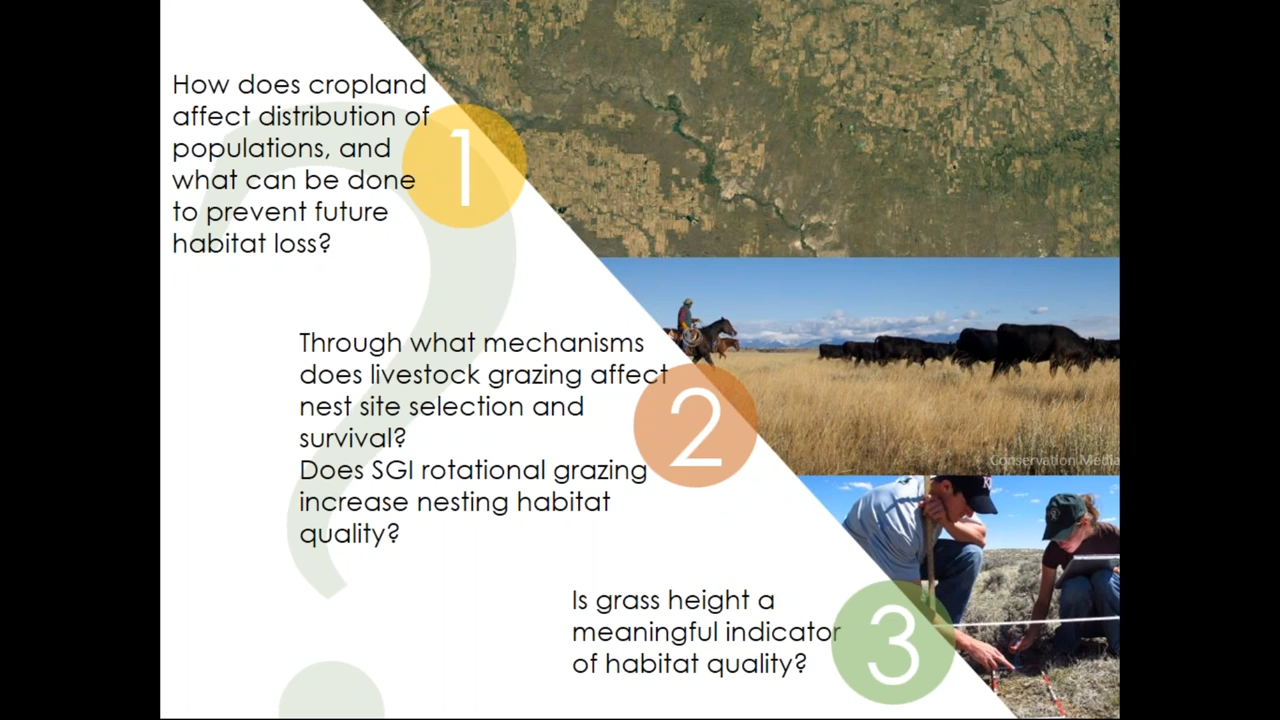 How does cropland
affect distribution of
populations, and
what can be done
to prevent future
habitat loss?
1
Through what mechanisms
does livestock grazing affect
nest site selection and
survival?
Does SGI rotational grazing
increase nesting habitat
quality?
2
Conservation Media
Is grass height a
meaningful indicator
of habitat quality?
3